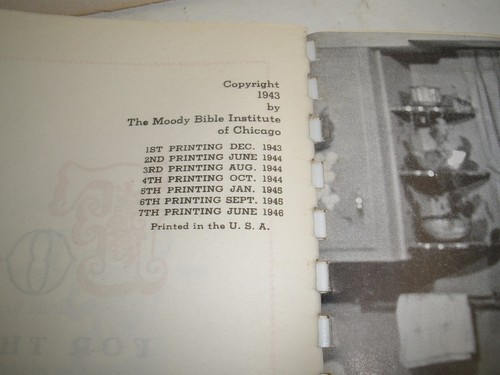 Copyright
1943
by
The Moody Bible Institute
of Chicago
1ST PRINTING DEC. 1943
2ND PRINTING JUNE 1944
3RD PRINTING AUG. 1944
4TH PRINTING OCT. 1944
5TH PRINTING JAN. 1945
6TH PRINTING SEPT. 1945
7TH PRINTING JUNE 1946
Printed in the U. S. A.